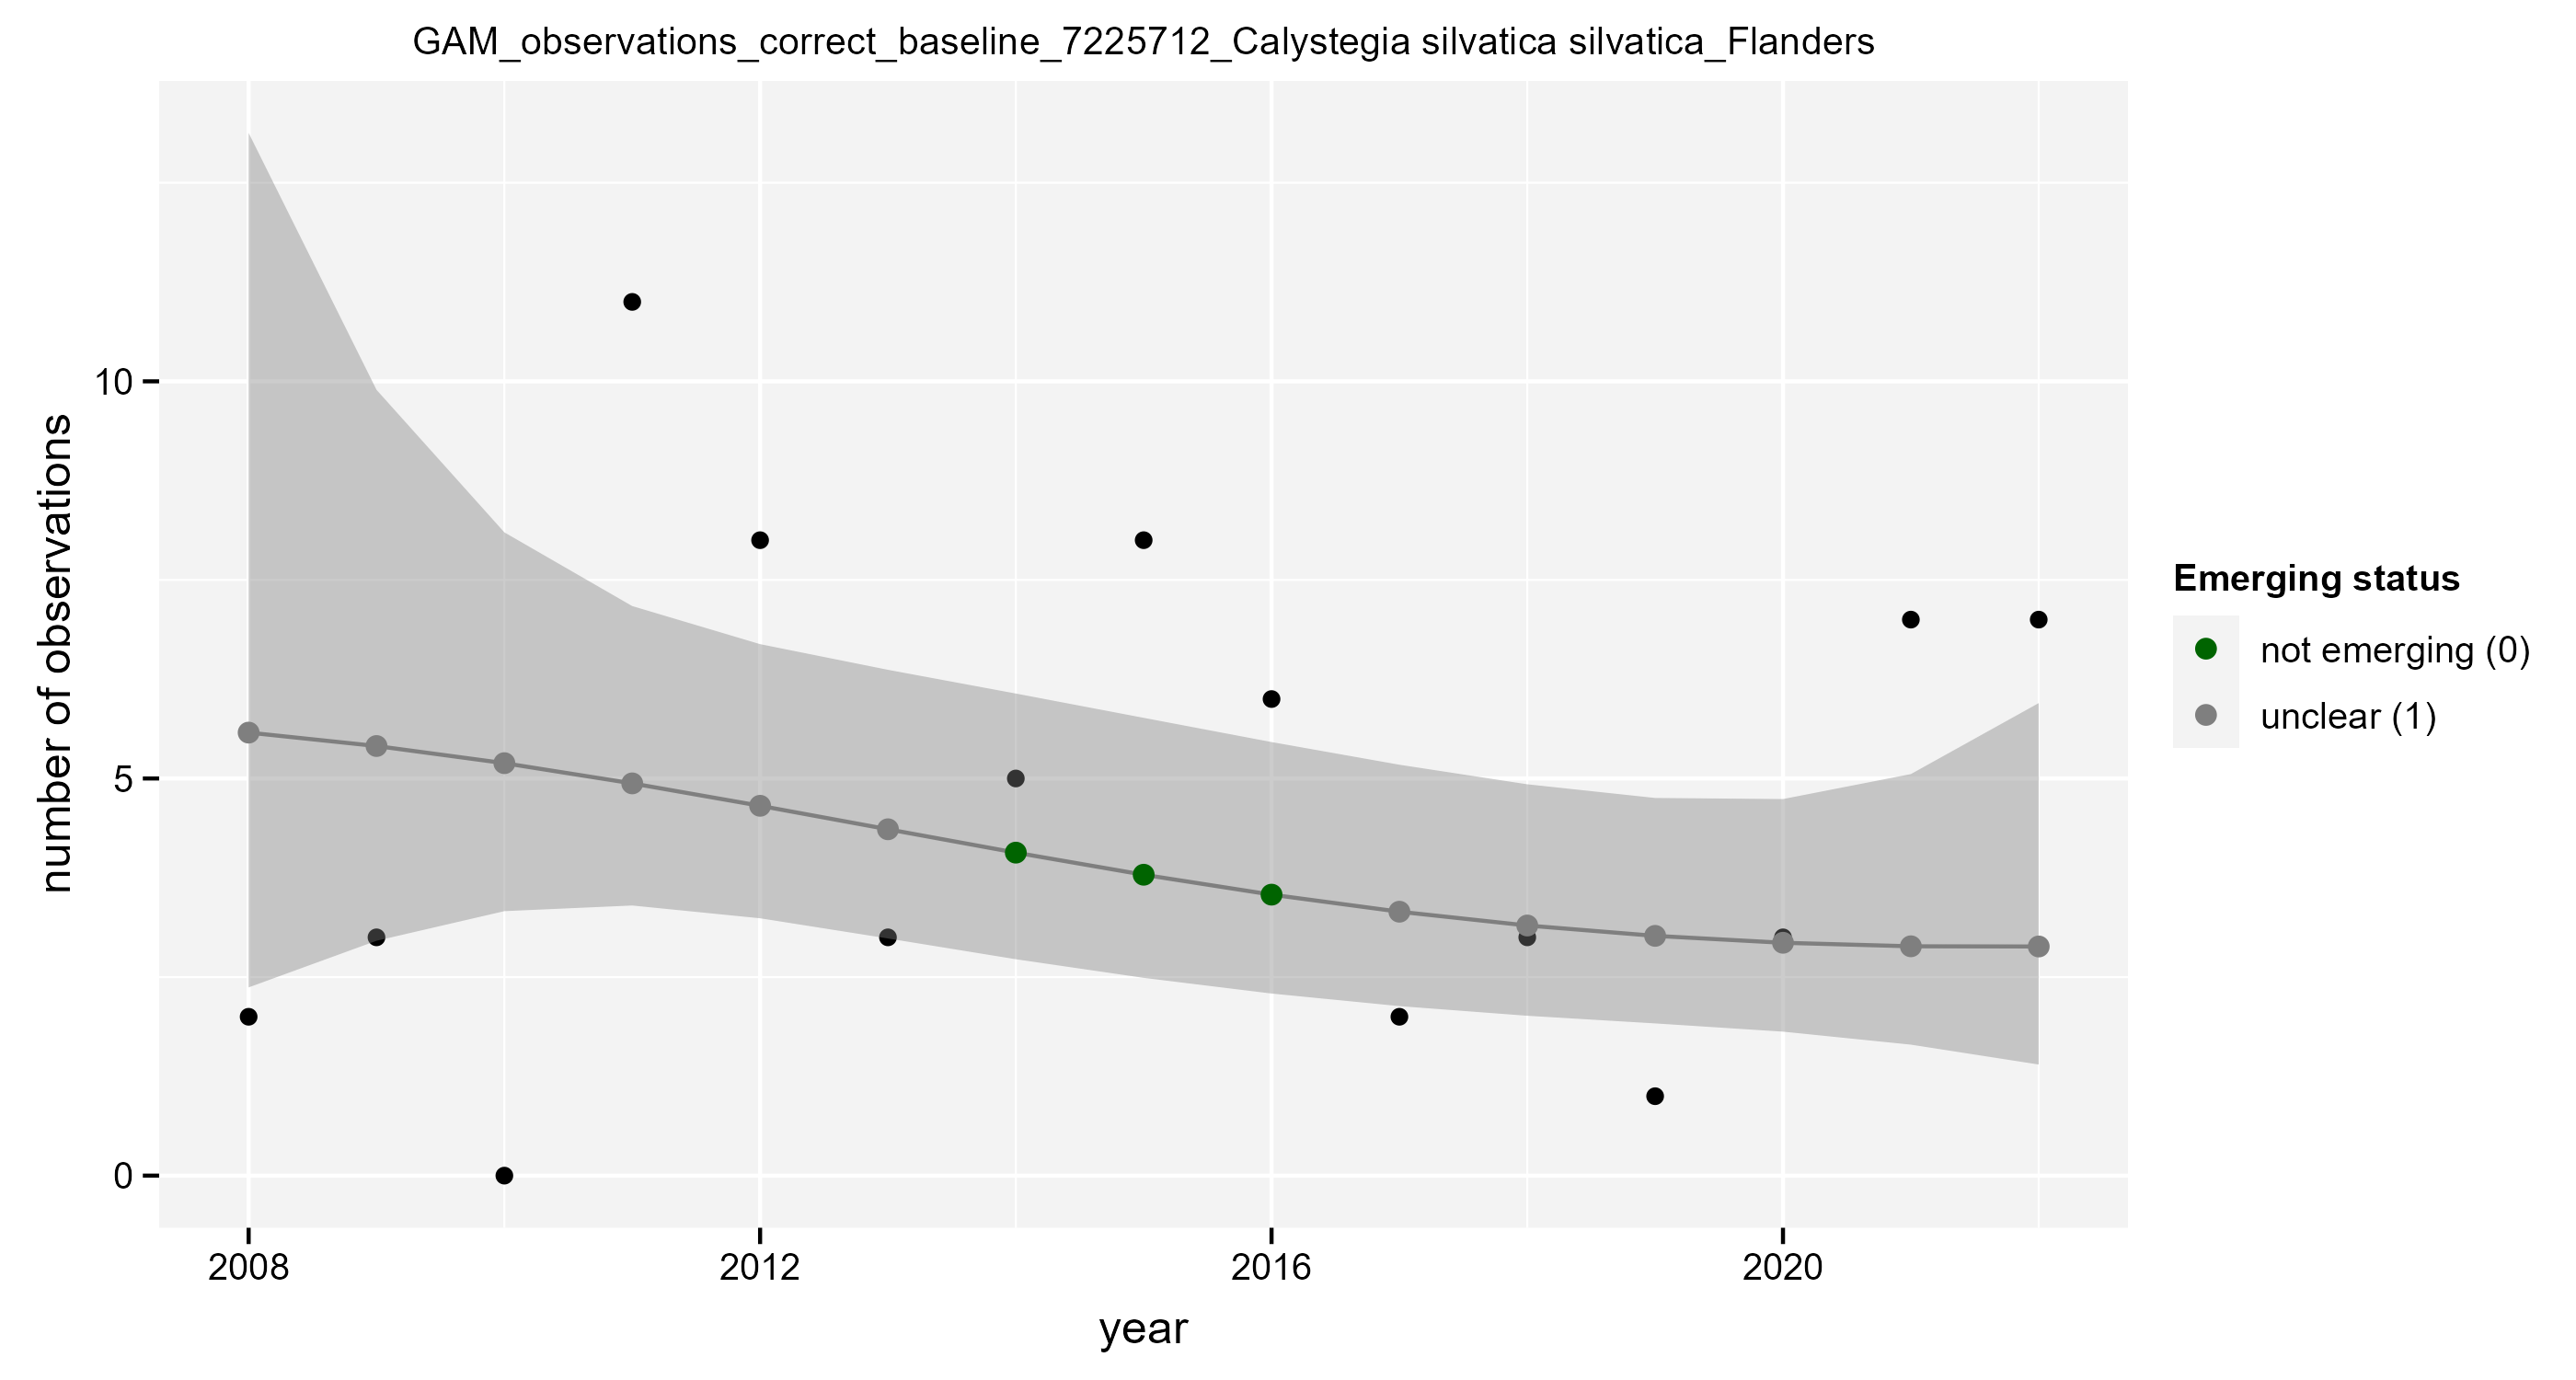 GAM_observations_correct_baseline_7225712_Calystegia silvatica silvatica_Flanders
number of observations
10
5
0
2008
2012
2016
2020
year
Emerging status
not emerging (0)
unclear (1)